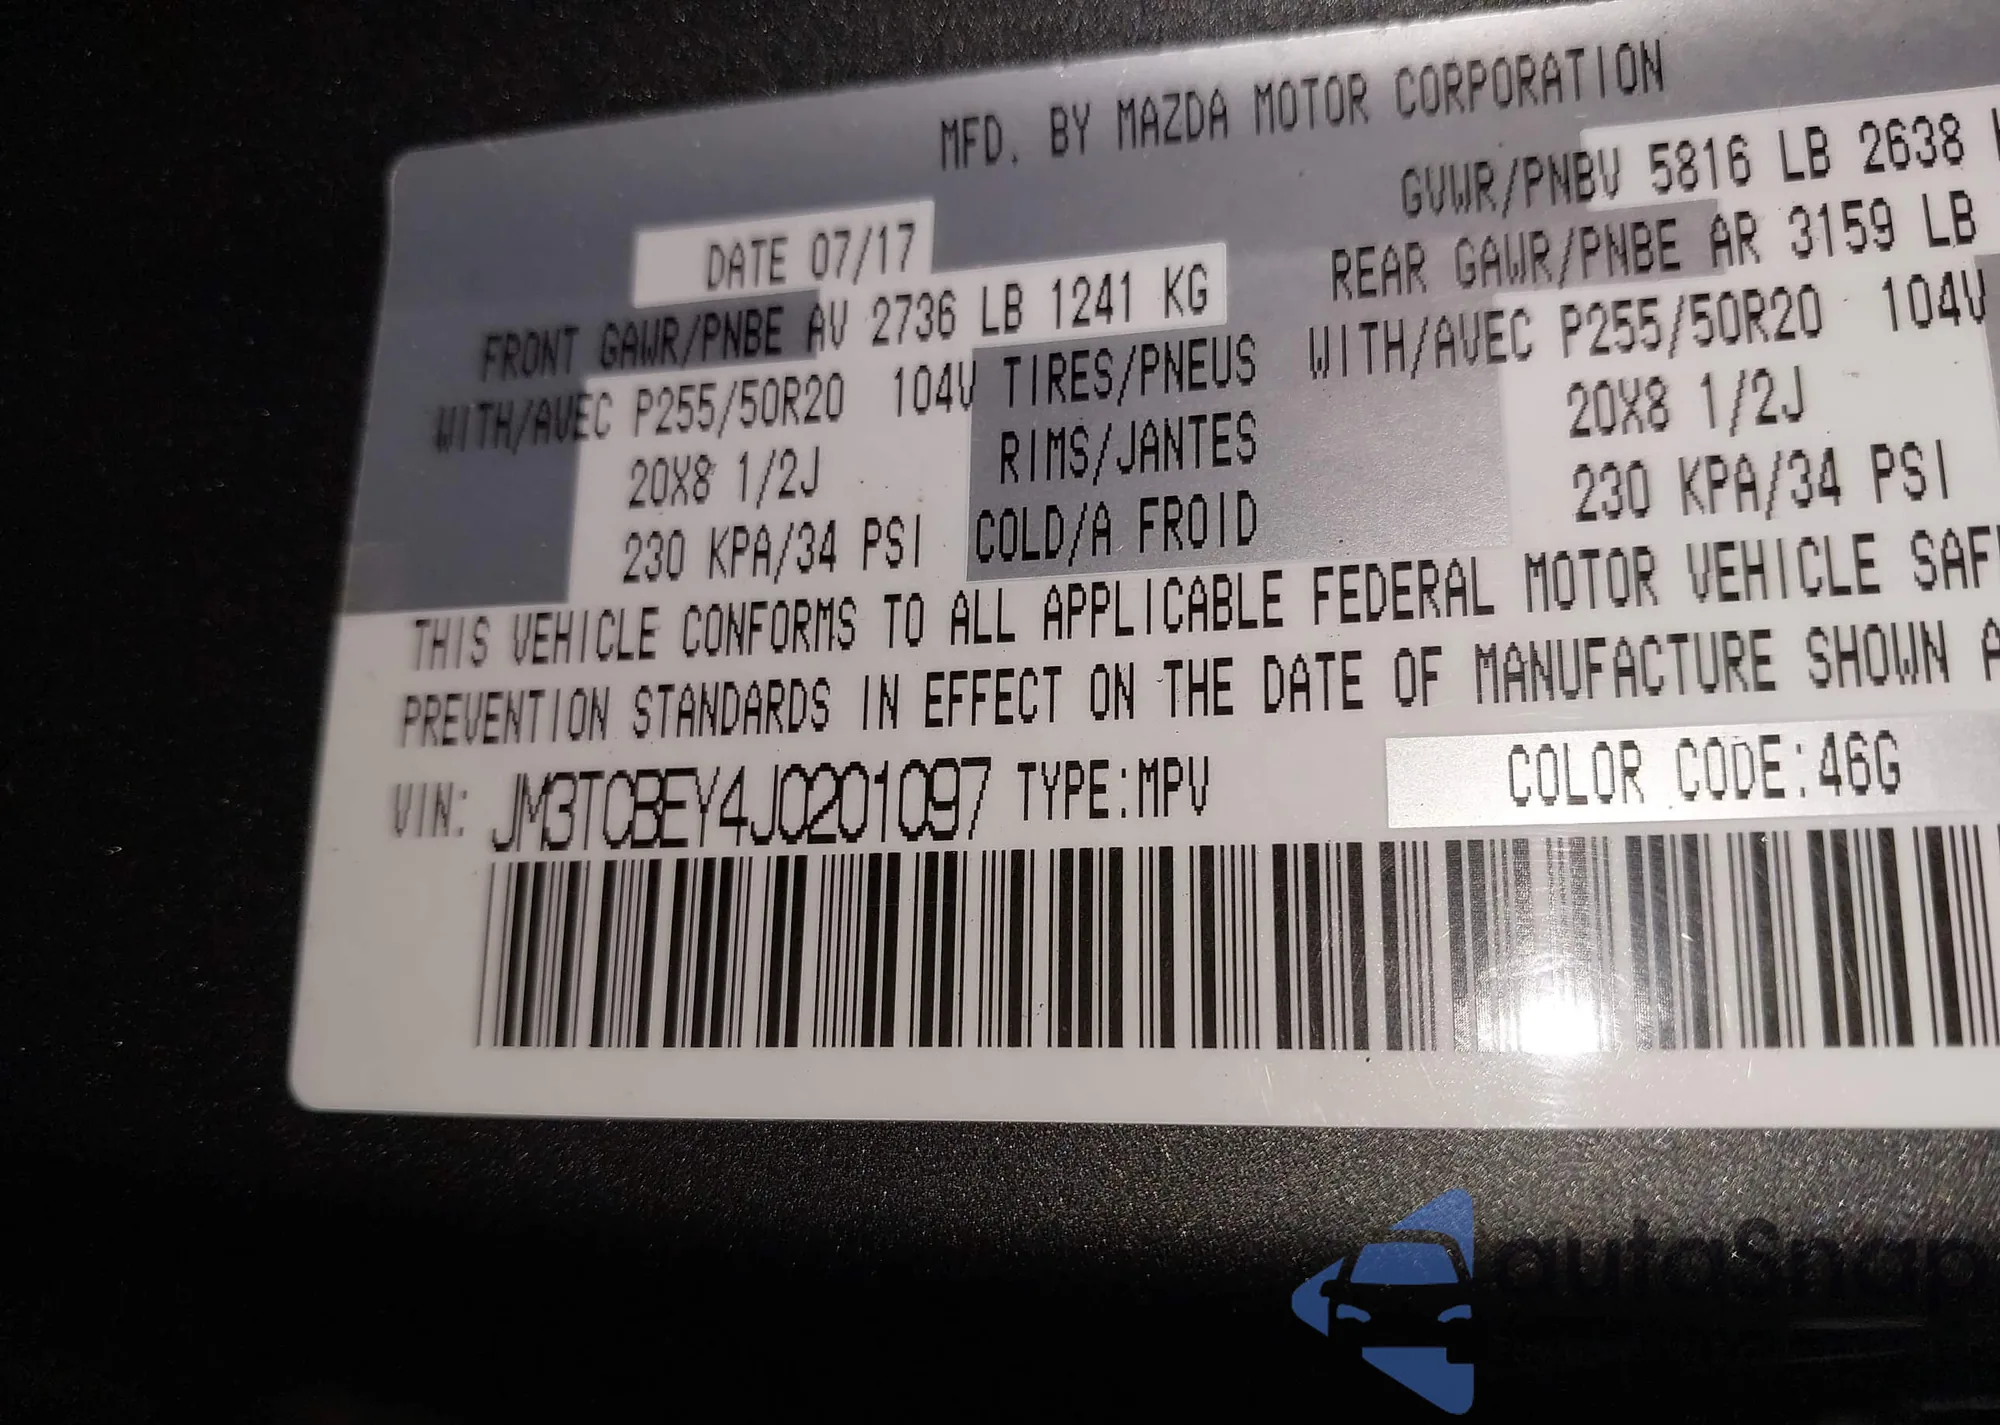 MFD. BY MAZDA MOTOR CORPORATION
DATE 07/17
GVWR/PNBV 5816 LB 2638
FRONT GAWR/PNBE AV 2736 LB 1241 KG
REAR GAWR/PNBE AR 3159 LB
WITH/AVEC P255/50R20 104V TIRES/PNEUS WITH/AVEC P255/50R20 104V
20X8 1/2J RIMS/JANTES 20X8 1/2J
230 KPA/34 PSI COLD/A FROID 230 KPA/34 PSI
THIS VEHICLE CONFORMS TO ALL APPLICABLE FEDERAL MOTOR VEHICLE SAF
PREVENTION STANDARDS IN EFFECT ON THE DATE OF MANUFACTURE SHOWN A
VIN: JM3TCBEY4J0201097 TYPE:MPV COLOR CODE:46G
autoSnap